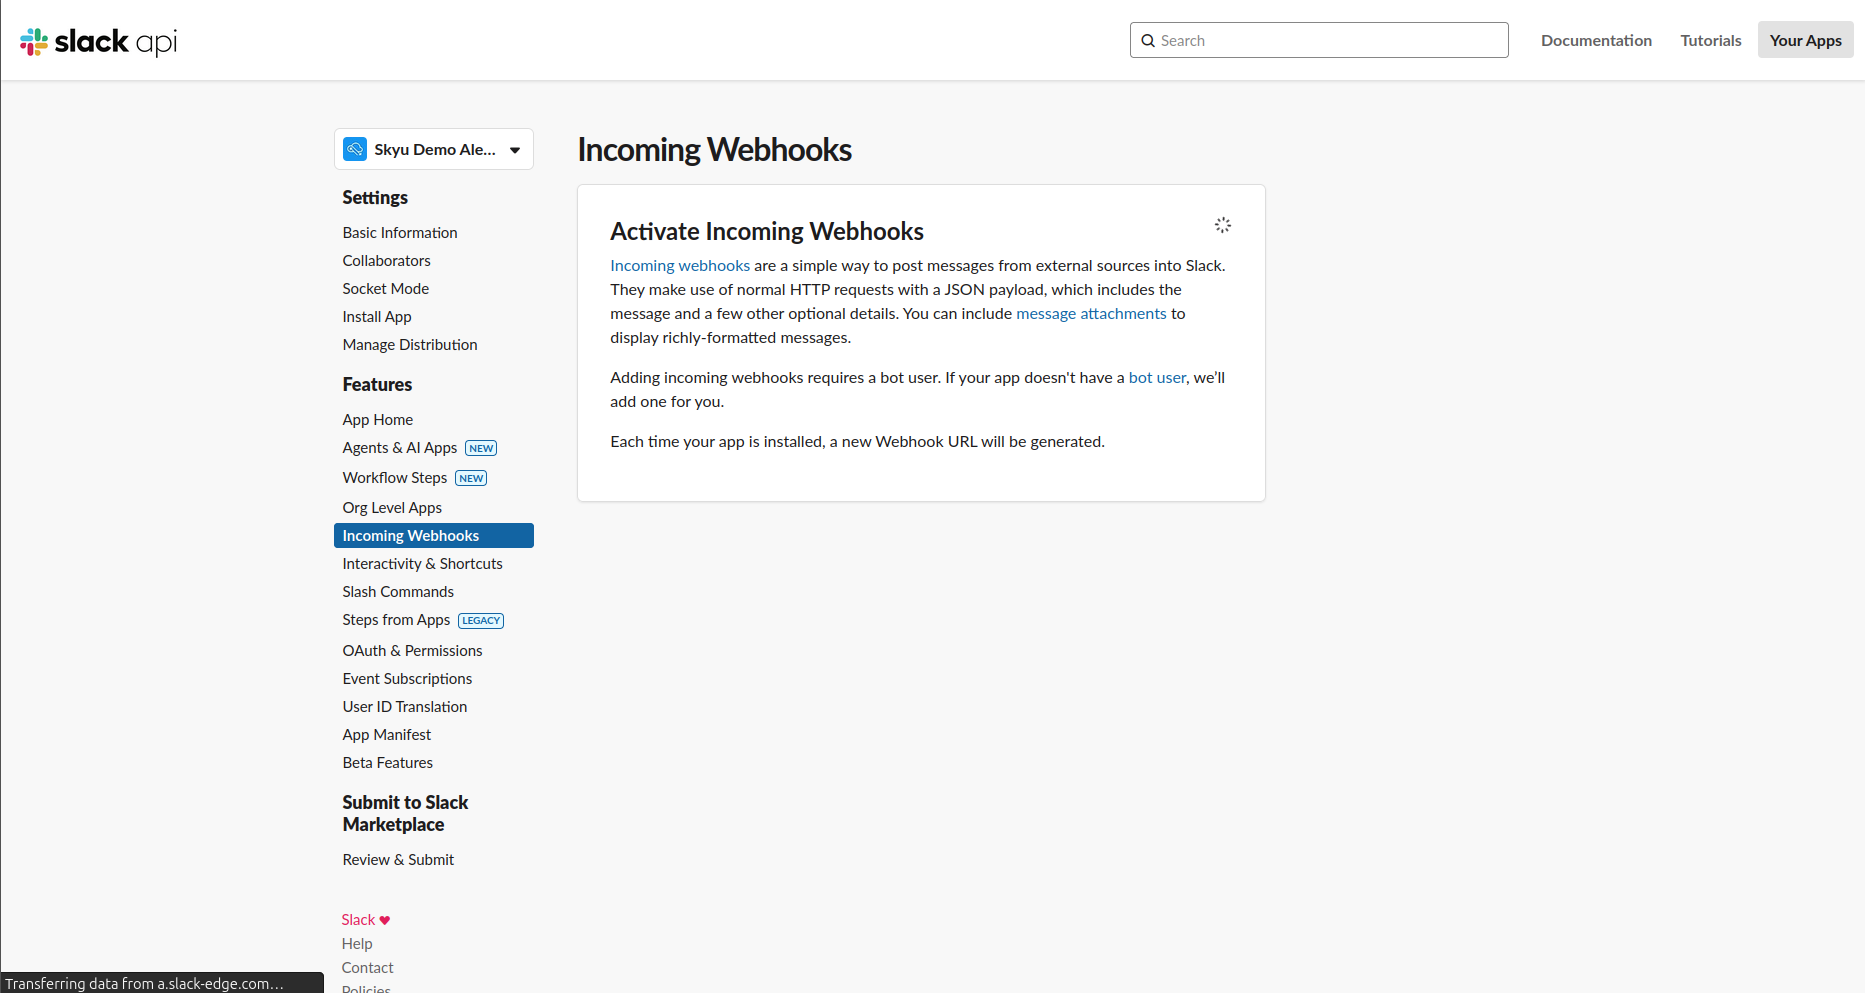 slack api
Search
Documentation
Tutorials
Your Apps
Skyu Demo Ale...
Settings
Basic Information
Collaborators
Socket Mode
Install App
Manage Distribution
Features
App Home
Agents & AI Apps NEW
Workflow Steps NEW
Org Level Apps
Incoming Webhooks
Interactivity & Shortcuts
Slash Commands
Steps from Apps LEGACY
OAuth & Permissions
Event Subscriptions
User ID Translation
App Manifest
Beta Features
Submit to Slack
Marketplace
Review & Submit
Slack
Help
Contact
Policies
Incoming Webhooks
Activate Incoming Webhooks
Incoming webhooks are a simple way to post messages from external sources into Slack.
They make use of normal HTTP requests with a JSON payload, which includes the
message and a few other optional details. You can include message attachments to
display richly-formatted messages.
Adding incoming webhooks requires a bot user. If your app doesn't have a bot user, we’ll
add one for you.
Each time your app is installed, a new Webhook URL will be generated.
Transferring data from a.slack-edge.com…